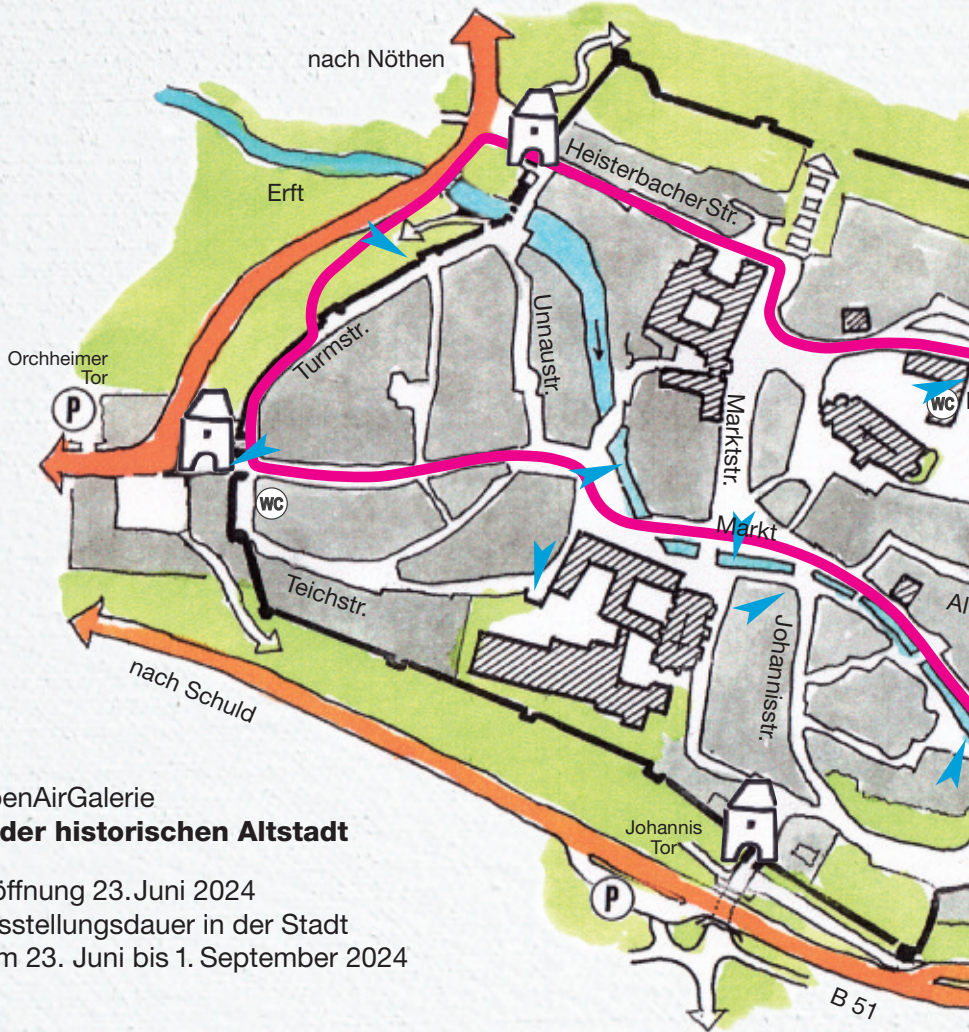 nach Nöthen
Heisterbacher Str.
Erft
Unnaustr.
Turmstr.
Orchheimer
Tor
P
WC
Marktstr.
WC
Markt
Teichstr.
Johannisstr.
Al
nach Schuld
penAirGalerie
der historischen Altstadt
öffnung 23. Juni 2024
sstellungsdauer in der Stadt
m 23. Juni bis 1. September 2024
Johannis
Tor
P
B 51